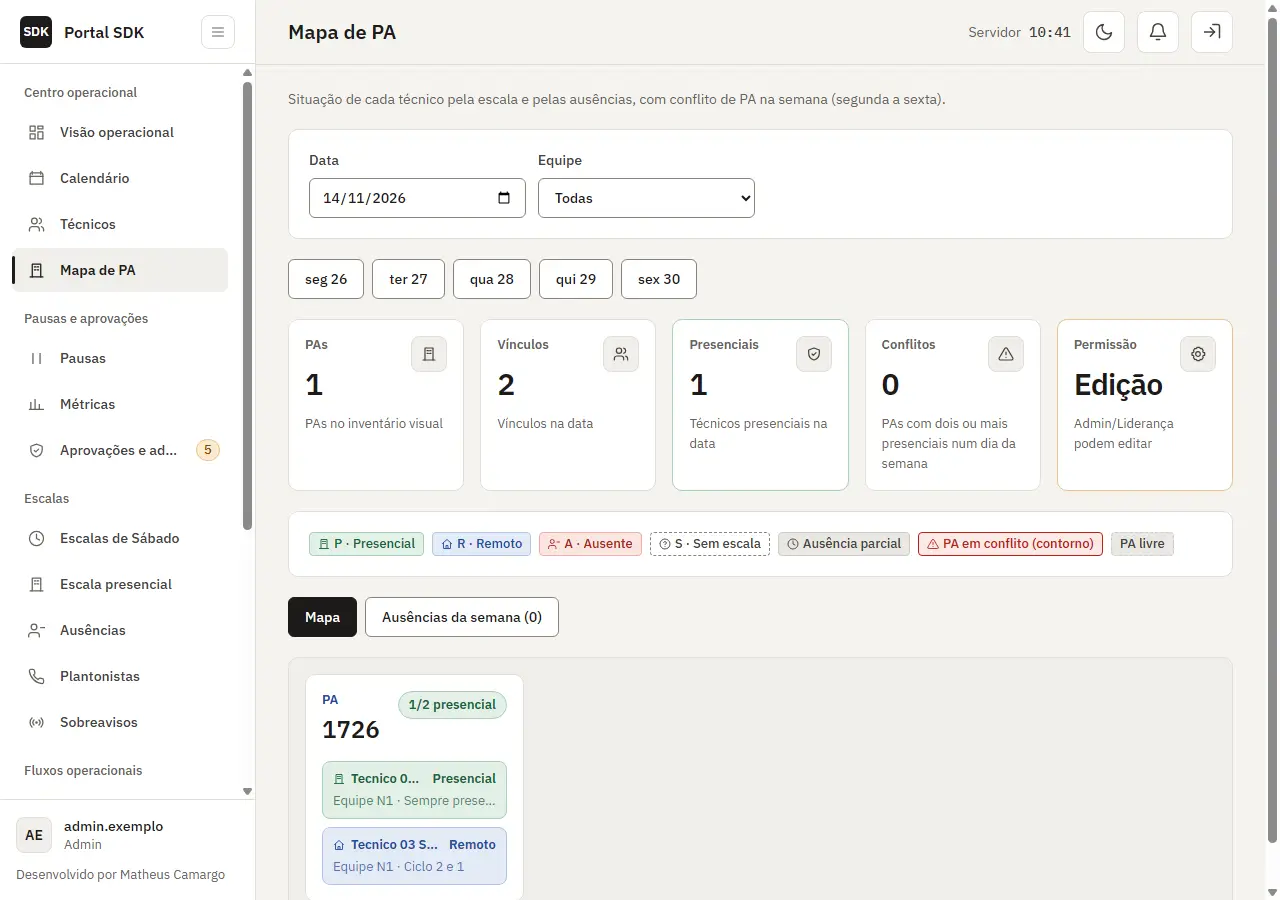 SDK Portal SDK
Mapa de PA
Servidor 10:41
Centro operacional
Visão operacional
Calendário
Técnicos
Mapa de PA
Pausas e aprovações
Pausas
Métricas
Aprovações e ad... 5
Escalas
Escalas de Sábado
Escala presencial
Ausências
Plantonistas
Sobreavisos
Fluxos operacionais
AE admin.exemplo
Admin
Desenvolvido por Matheus Camargo
Situação de cada técnico pela escala e pelas ausências, com conflito de PA na semana (segunda a sexta).
Data Equipe
14/11/2026 Todas
seg 26 ter 27 qua 28 qui 29 sex 30
PAs
1
PAs no inventário visual
Vínculos
2
Vínculos na data
Presenciais
1
Técnicos presenciais na
data
Conflitos
0
PAs com dois ou mais
presenciais num dia da
semana
Permissão
Edição
Admin/Liderança
podem editar
P · Presencial R · Remoto A · Ausente S · Sem escala Ausência parcial PA em conflito (contorno) PA livre
Mapa Ausências da semana (0)
PA 1/2 presencial
1726
Tecnico 0... Presencial
Equipe N1 · Sempre prese...
Tecnico 03 S... Remoto
Equipe N1 · Ciclo 2 e 1